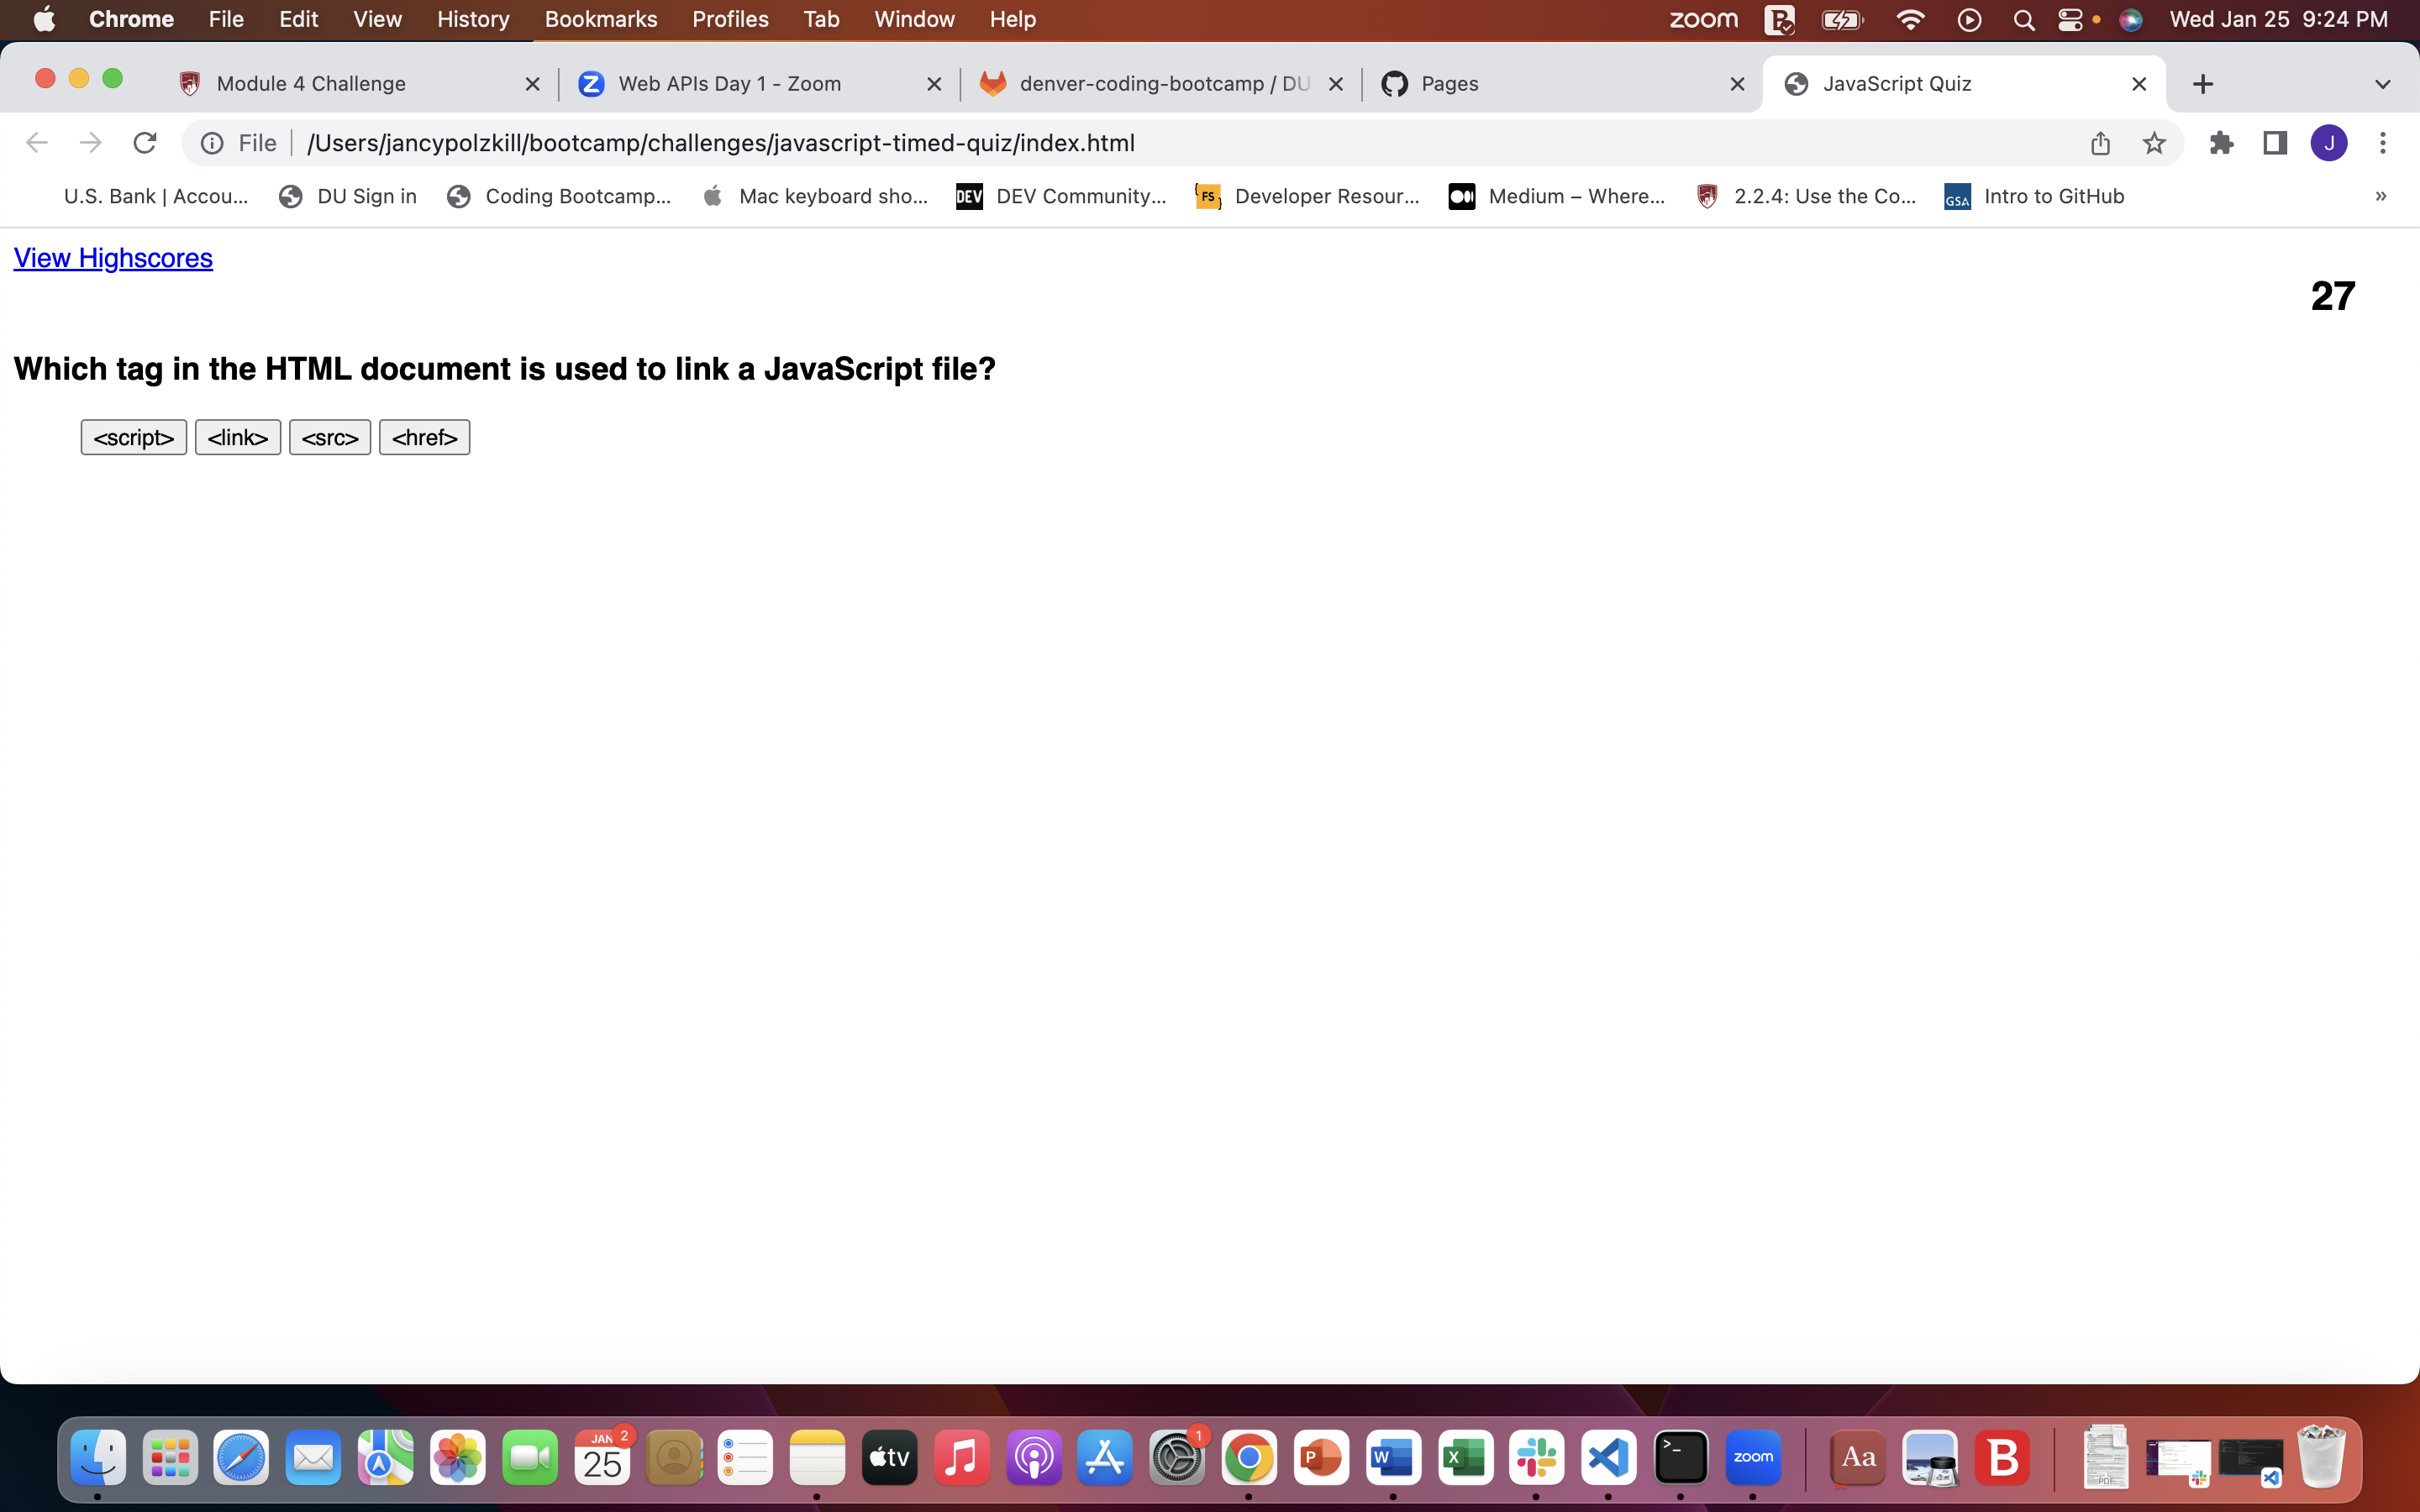 Chrome File Edit View History Bookmarks Profiles Tab Window Help zoom Wed Jan 25 9:24 PM
Module 4 Challenge Web APIs Day 1 - Zoom denver-coding-bootcamp / DU Pages JavaScript Quiz
File /Users/jancypolzkill/bootcamp/challenges/javascript-timed-quiz/index.html J
U.S. Bank | Accou... DU Sign in Coding Bootcamp... Mac keyboard sho... DEV DEV Community... FS Developer Resour... Medium – Where... 2.2.4: Use the Co... GSA Intro to GitHub »
View Highscores
27
Which tag in the HTML document is used to link a JavaScript file?
<script> <link> <src> <href>
JAN 2 25 tv 1 P W X >_ zoom Aa PDF B